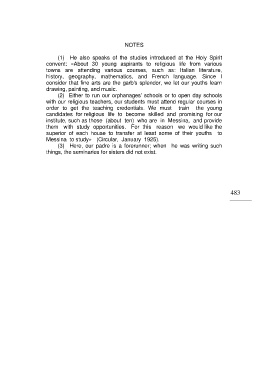 NOTES
(1) He also speaks of the studies introduced at the Holy Spirit
convent: «About 30 young aspirants to religious life from various
towns are attending various courses, such as: Italian literature,
history, geography, mathematics, and French language. Since I
consider that fine arts are the garb's splendor, we let our youths learn
drawing, painting, and music.
(2) Either to run our orphanages' schools or to open day schools
with our religious teachers, our students must attend regular courses in
order to get the teaching credentials. We must train the young
candidates for religious life to become skilled and promising for our
institute, such as those (about ten) who are in Messina, and provide
them with study opportunities. For this reason we would like the
superior of each house to transfer at least some of their youths to
Messina to study» (Circular, January 1925).
(3) Here, our padre is a forerunner; when he was writing such
things, the seminaries for sisters did not exist.
483